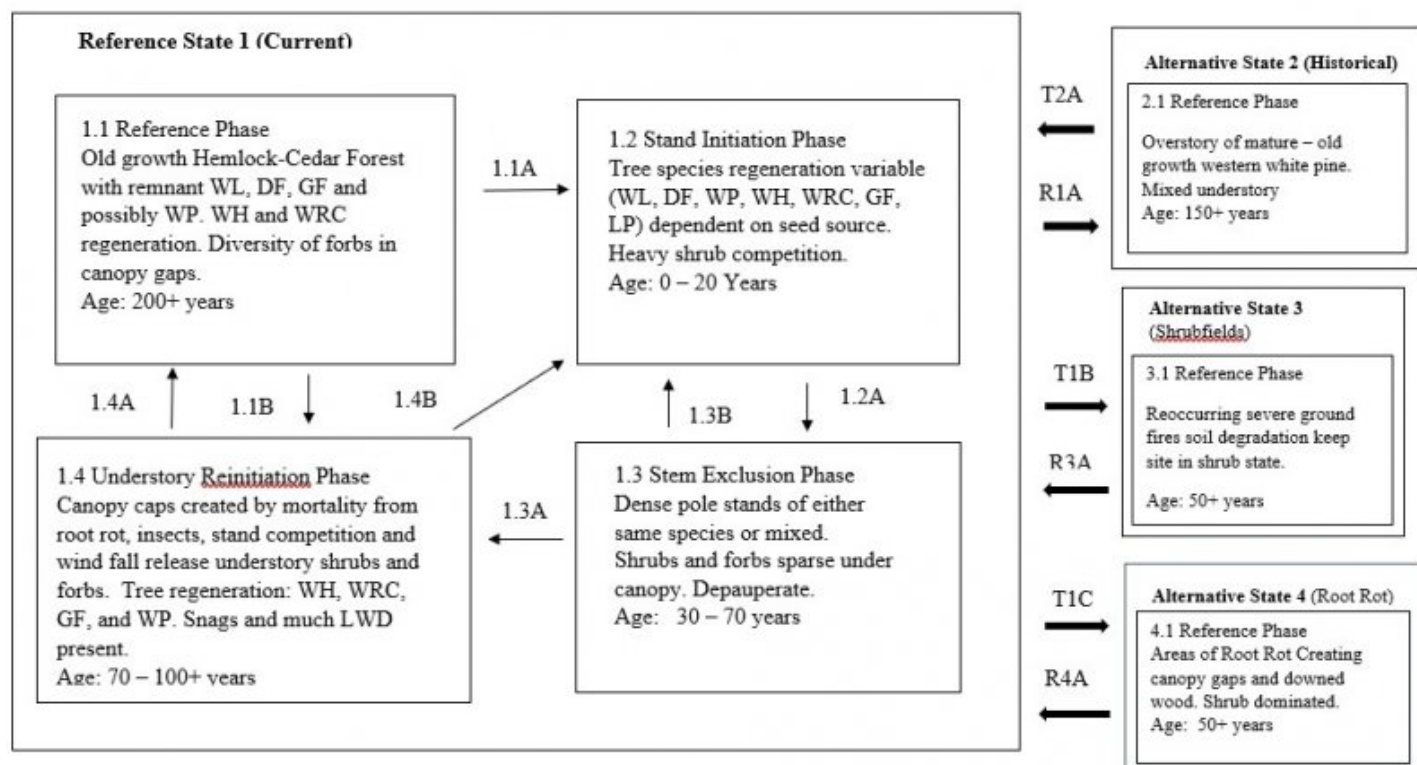 Reference State 1 (Current)
1.1 Reference Phase
Old growth Hemlock-Cedar Forest
with remnant WL, DF, GF and
possibly WP. WH and WRC
regeneration. Diversity of forbs in
canopy gaps.
Age: 200+ years
1.1A
1.2 Stand Initiation Phase
Tree species regeneration variable
(WL, DF, WP, WH, WRC, GF,
LP) dependent on seed source.
Heavy shrub competition.
Age: 0 – 20 Years
1.4A
1.1B
1.4B
1.3B
1.2A
1.4 Understory Reinitiation Phase
Canopy caps created by mortality from
root rot, insects, stand competition and
wind fall release understory shrubs and
forbs. Tree regeneration: WH, WRC,
GF, and WP. Snags and much LWD
present.
Age: 70 – 100+ years
1.3A
1.3 Stem Exclusion Phase
Dense pole stands of either
same species or mixed.
Shrubs and forbs sparse under
canopy. Depauperate.
Age: 30 – 70 years
T2A
R1A
Alternative State 2 (Historical)
2.1 Reference Phase
Overstory of mature – old
growth western white pine.
Mixed understory
Age: 150+ years
T1B
R3A
Alternative State 3
(Shrubfields)
3.1 Reference Phase
Reoccurring severe ground
fires soil degradation keep
site in shrub state.
Age: 50+ years
T1C
R4A
Alternative State 4 (Root Rot)
4.1 Reference Phase
Areas of Root Rot Creating
canopy gaps and downed
wood. Shrub dominated.
Age: 50+ years